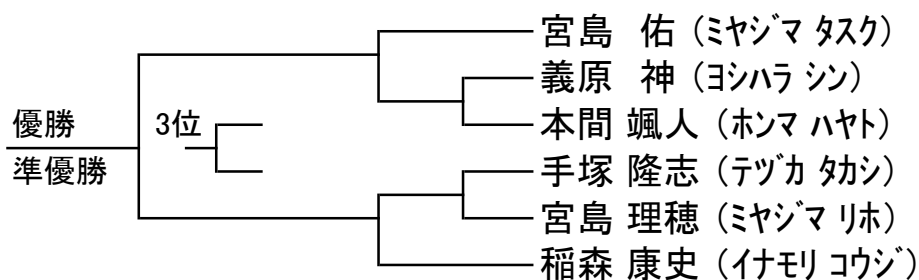 宮島 佑 (ミヤジマ タスク)
義原 神 (ヨシハラ シン)
優勝
3位
本間 颯人 (ホンマ ハヤト)
準優勝
手塚 隆志 (テヅカ タカシ)
宮島 理穂 (ミヤジマ リホ)
稲森 康史 (イナモリ コウジ)